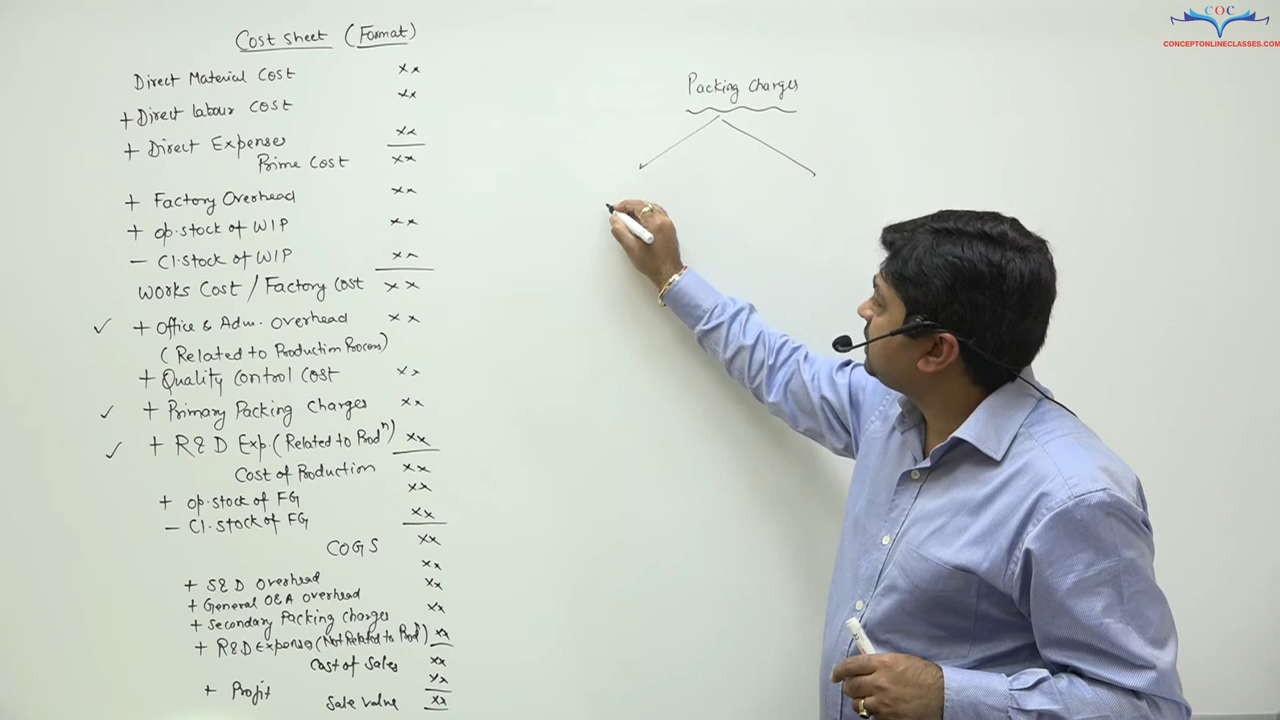 COC
CONCEPTONLINECLASSES.COM
Cost sheet (Format)
Direct Material Cost xx
+ Direct labour cost xx
+ Direct Expenses xx
Prime Cost xx
+ Factory Overhead xx
+ op.stock of WIP xx
- Cl.stock of WIP xx
Works Cost / Factory cost xx
✓ + Office & Adm. overhead xx
(Related to Production Process)
+ Quality control cost xx
✓ + Primary Packing charges xx
✓ + R&D Exp. (Related to Prodⁿ) xx
Cost of Production xx
+ op.stock of FG xx
- Cl.stock of FG xx
COGS xx
+ S&D overhead xx
+ General O&A overhead xx
+ Secondary Packing charges xx
+ R&D Expenses (Not Related to Prodⁿ) xx
Cost of Sales xx
+ Profit xx
Sale value xx
Packing charges